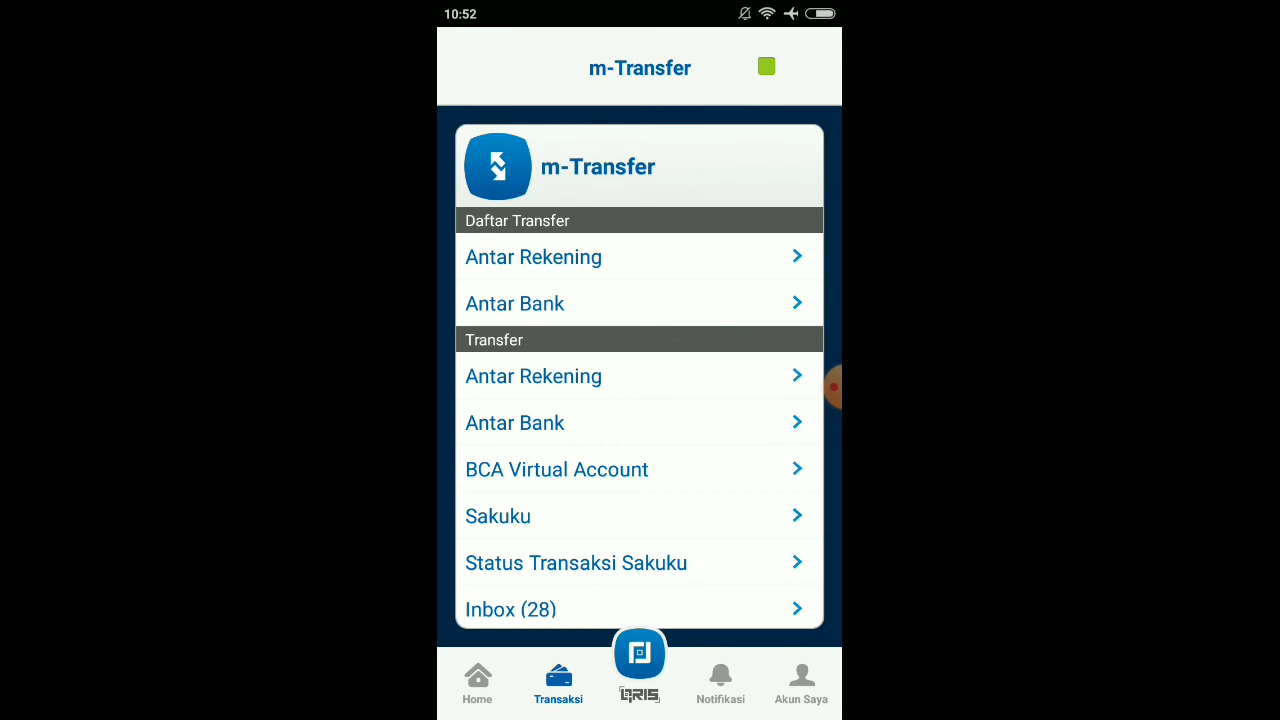 10:52
m-Transfer
m-Transfer
Daftar Transfer
Antar Rekening
Antar Bank
Transfer
Antar Rekening
Antar Bank
BCA Virtual Account
Sakuku
Status Transaksi Sakuku
Inbox (28)
Home
Transaksi
QRIS
Notifikasi
Akun Saya